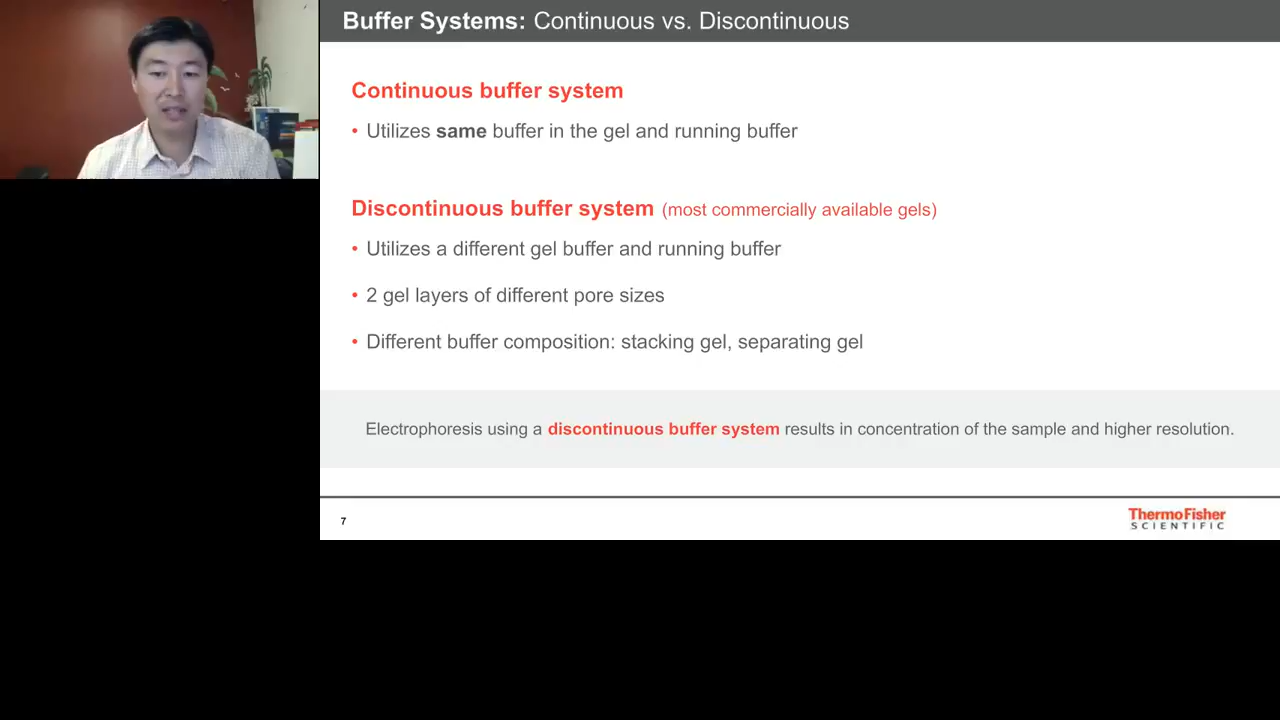 Buffer Systems: Continuous vs. Discontinuous
Continuous buffer system
• Utilizes same buffer in the gel and running buffer
Discontinuous buffer system (most commercially available gels)
• Utilizes a different gel buffer and running buffer
• 2 gel layers of different pore sizes
• Different buffer composition: stacking gel, separating gel
Electrophoresis using a discontinuous buffer system results in concentration of the sample and higher resolution.
7
ThermoFisher
SCIENTIFIC